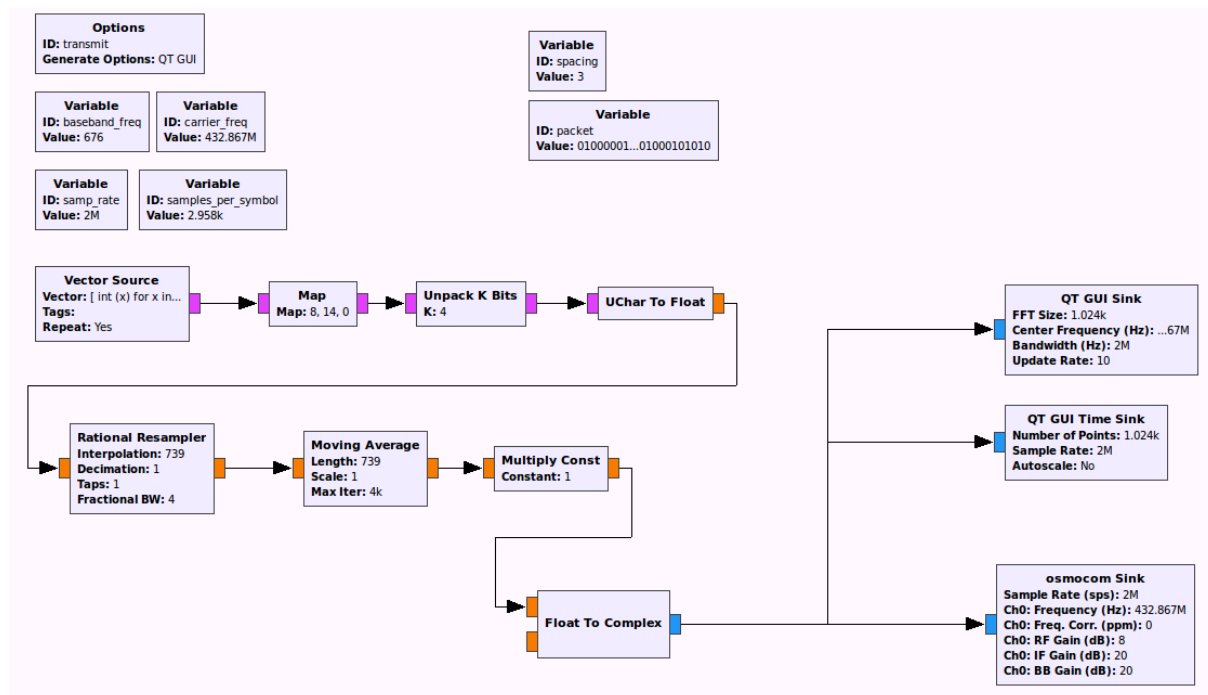 Options
ID: transmit
Generate Options: QT GUI
Variable
ID: spacing
Value: 3
Variable
ID: baseband_freq
Value: 676
Variable
ID: carrier_freq
Value: 432.867M
Variable
ID: packet
Value: 01000001...01000101010
Variable
ID: samp_rate
Value: 2M
Variable
ID: samples_per_symbol
Value: 2.958k
Vector Source
Vector: [ int (x) for x in...
Tags:
Repeat: Yes
Map
Map: 8, 14, 0
Unpack K Bits
K: 4
UChar To Float
QT GUI Sink
FFT Size: 1.024k
Center Frequency (Hz): ...67M
Bandwidth (Hz): 2M
Update Rate: 10
Rational Resampler
Interpolation: 739
Decimation: 1
Taps: 1
Fractional BW: 4
Moving Average
Length: 739
Scale: 1
Max Iter: 4k
Multiply Const
Constant: 1
QT GUI Time Sink
Number of Points: 1.024k
Sample Rate: 2M
Autoscale: No
Float To Complex
osmocom Sink
Sample Rate (sps): 2M
Ch0: Frequency (Hz): 432.867M
Ch0: Freq. Corr. (ppm): 0
Ch0: RF Gain (dB): 8
Ch0: IF Gain (dB): 20
Ch0: BB Gain (dB): 20